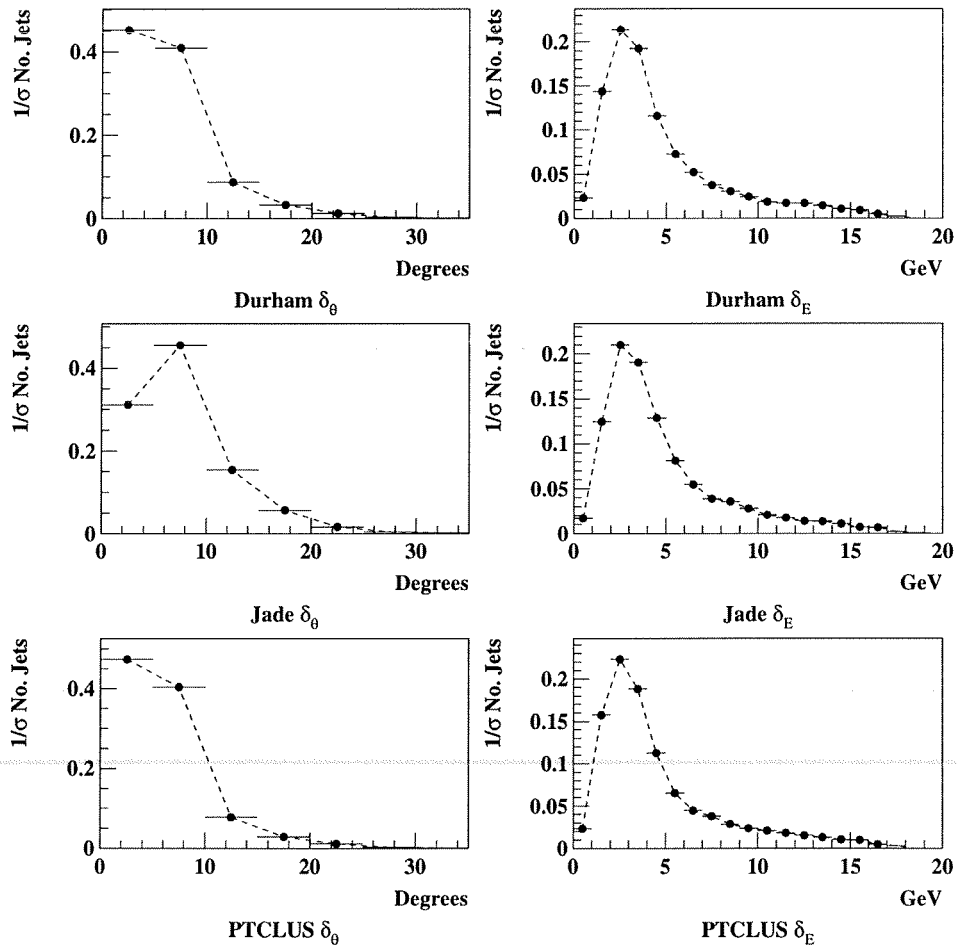 1/σ No. Jets
0.4
0.2
0
0 10 20 30
Degrees
Durham δθ
1/σ No. Jets
0.2
0.15
0.1
0.05
0
0 5 10 15 20
GeV
Durham δE
1/σ No. Jets
0.4
0.2
0
0 10 20 30
Degrees
Jade δθ
1/σ No. Jets
0.2
0.15
0.1
0.05
0
0 5 10 15 20
GeV
Jade δE
1/σ No. Jets
0.4
0.2
0
0 10 20 30
Degrees
PTCLUS δθ
1/σ No. Jets
0.2
0.15
0.1
0.05
0
0 5 10 15 20
GeV
PTCLUS δE